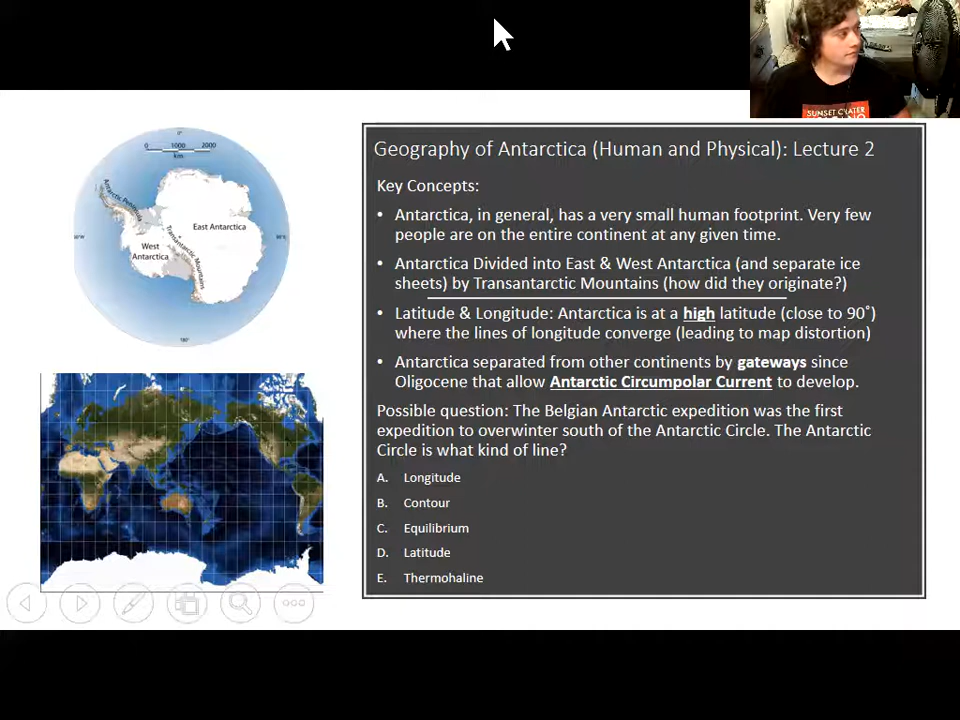 0°
0 1000 2000
km
Antarctic Peninsula
East Antarctica
West
Antarctica
Transantarctic Mountains
180°
SUNSET CRATER
Geography of Antarctica (Human and Physical): Lecture 2
Key Concepts:
• Antarctica, in general, has a very small human footprint. Very few
people are on the entire continent at any given time.
• Antarctica Divided into East & West Antarctica (and separate ice
sheets) by Transantarctic Mountains (how did they originate?)
• Latitude & Longitude: Antarctica is at a high latitude (close to 90˚)
where the lines of longitude converge (leading to map distortion)
• Antarctica separated from other continents by gateways since
Oligocene that allow Antarctic Circumpolar Current to develop.
Possible question: The Belgian Antarctic expedition was the first
expedition to overwinter south of the Antarctic Circle. The Antarctic
Circle is what kind of line?
A. Longitude
B. Contour
C. Equilibrium
D. Latitude
E. Thermohaline